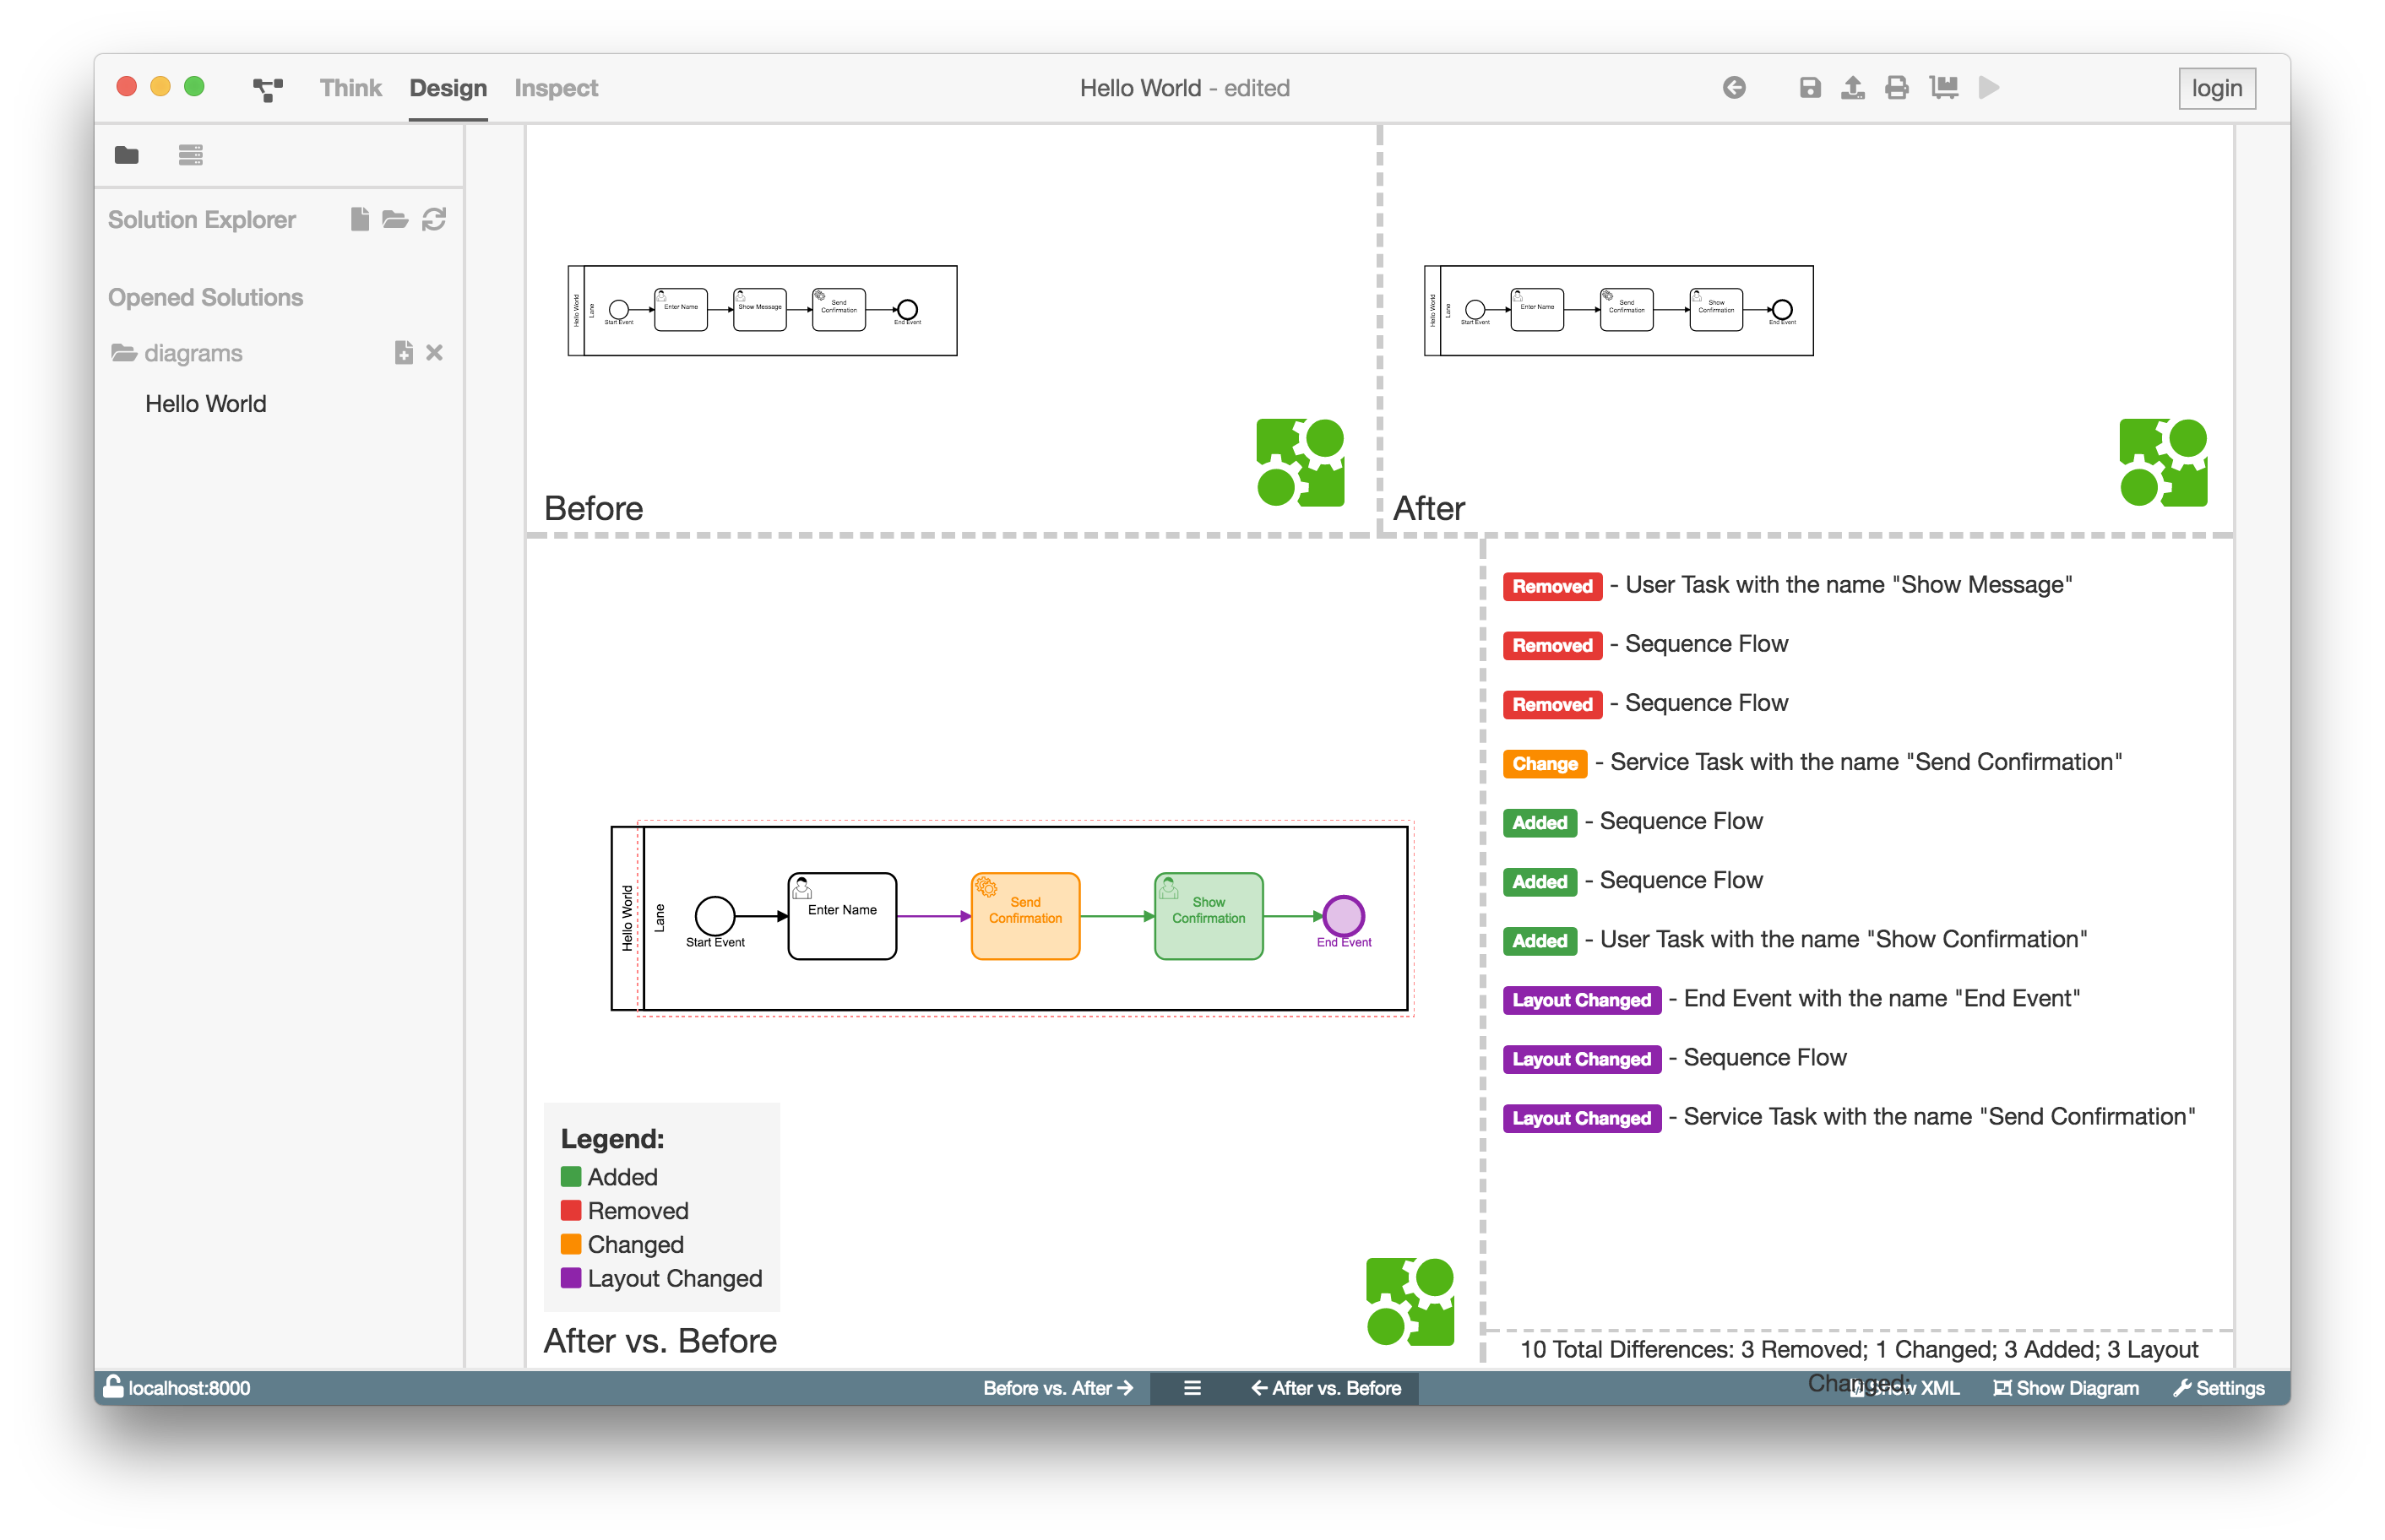 Think Design Inspect
Hello World - edited
login
Solution Explorer
Opened Solutions
diagrams
Hello World
Hello World
Lane
Start Event
Enter Name
Show Message
Send
Confirmation
End Event
Before
Hello World
Lane
Start Event
Enter Name
Send
Confirmation
Show
Confirmation
End Event
After
Hello World
Lane
Start Event
Enter Name
Send
Confirmation
Show
Confirmation
End Event
Legend:
Added
Removed
Changed
Layout Changed
After vs. Before
Removed - User Task with the name "Show Message"
Removed - Sequence Flow
Removed - Sequence Flow
Change - Service Task with the name "Send Confirmation"
Added - Sequence Flow
Added - Sequence Flow
Added - User Task with the name "Show Confirmation"
Layout Changed - End Event with the name "End Event"
Layout Changed - Sequence Flow
Layout Changed - Service Task with the name "Send Confirmation"
10 Total Differences: 3 Removed; 1 Changed; 3 Added; 3 Layout
Changed;
localhost:8000
Before vs. After
After vs. Before
Show XML
Show Diagram
Settings